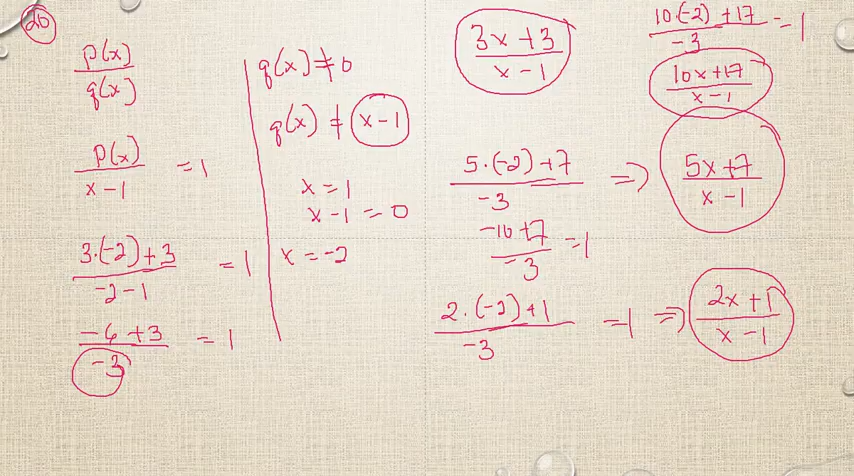 20
p(x)
q(x)
p(x)
x-1
=1
3·(-2)+3
-2-1
=1
-6+3
-3
=1
q(x)≠0
q(x)≠x-1
x=1
x-1=0
x=-2
3x+3
x-1
5·(-2)+7
-3
-10+7
-3
=1
2·(-2)+1
-3
=1
⇒
2x+1
x-1
10·(-2)+17
-3
=1
10x+17
x-1
⇒
5x+7
x-1